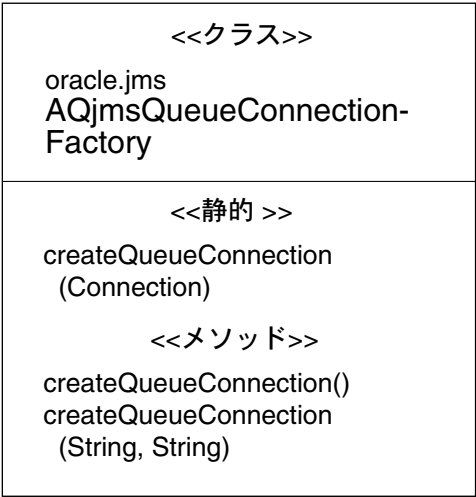 <<クラス>>
oracle.jms
AQjmsQueueConnection-
Factory
<<静的 >>
createQueueConnection
(Connection)
<<メソッド>>
createQueueConnection()
createQueueConnection
(String, String)